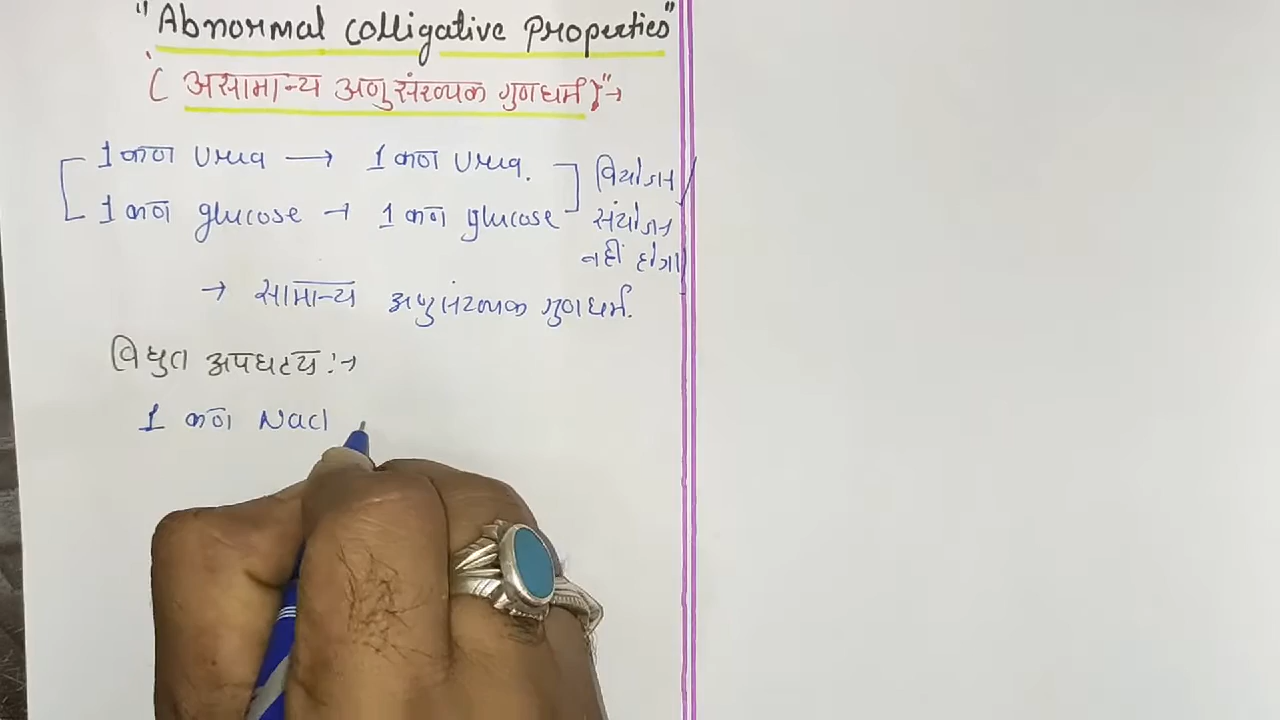 "Abnormal Colligative Properties"
( असामान्य अणुसंख्यक गुणधर्म )"→
1 कण Urea → 1 कण Urea.
वियोजन /
1 कण glucose → 1 कण glucose
संयोजन
नहीं होगा
→ सामान्य अणुसंख्यक गुणधर्म.
विधुत अपघटय :→
1 कण Nacl